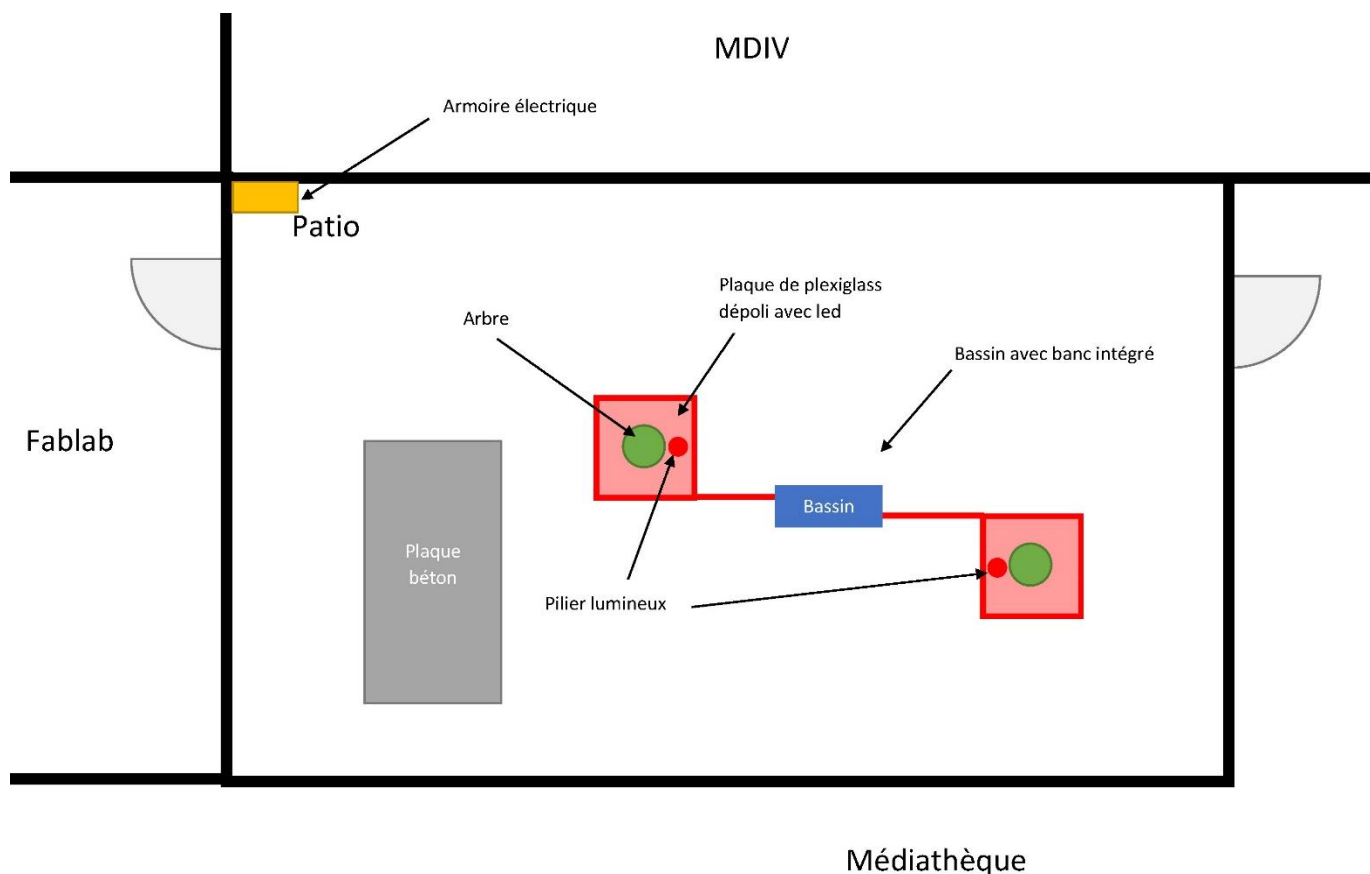 MDIV
Armoire électrique
Patio
Plaque de plexiglass
dépoli avec led
Arbre
Bassin avec banc intégré
Fablab
Bassin
Plaque
béton
Pilier lumineux
Médiathèque